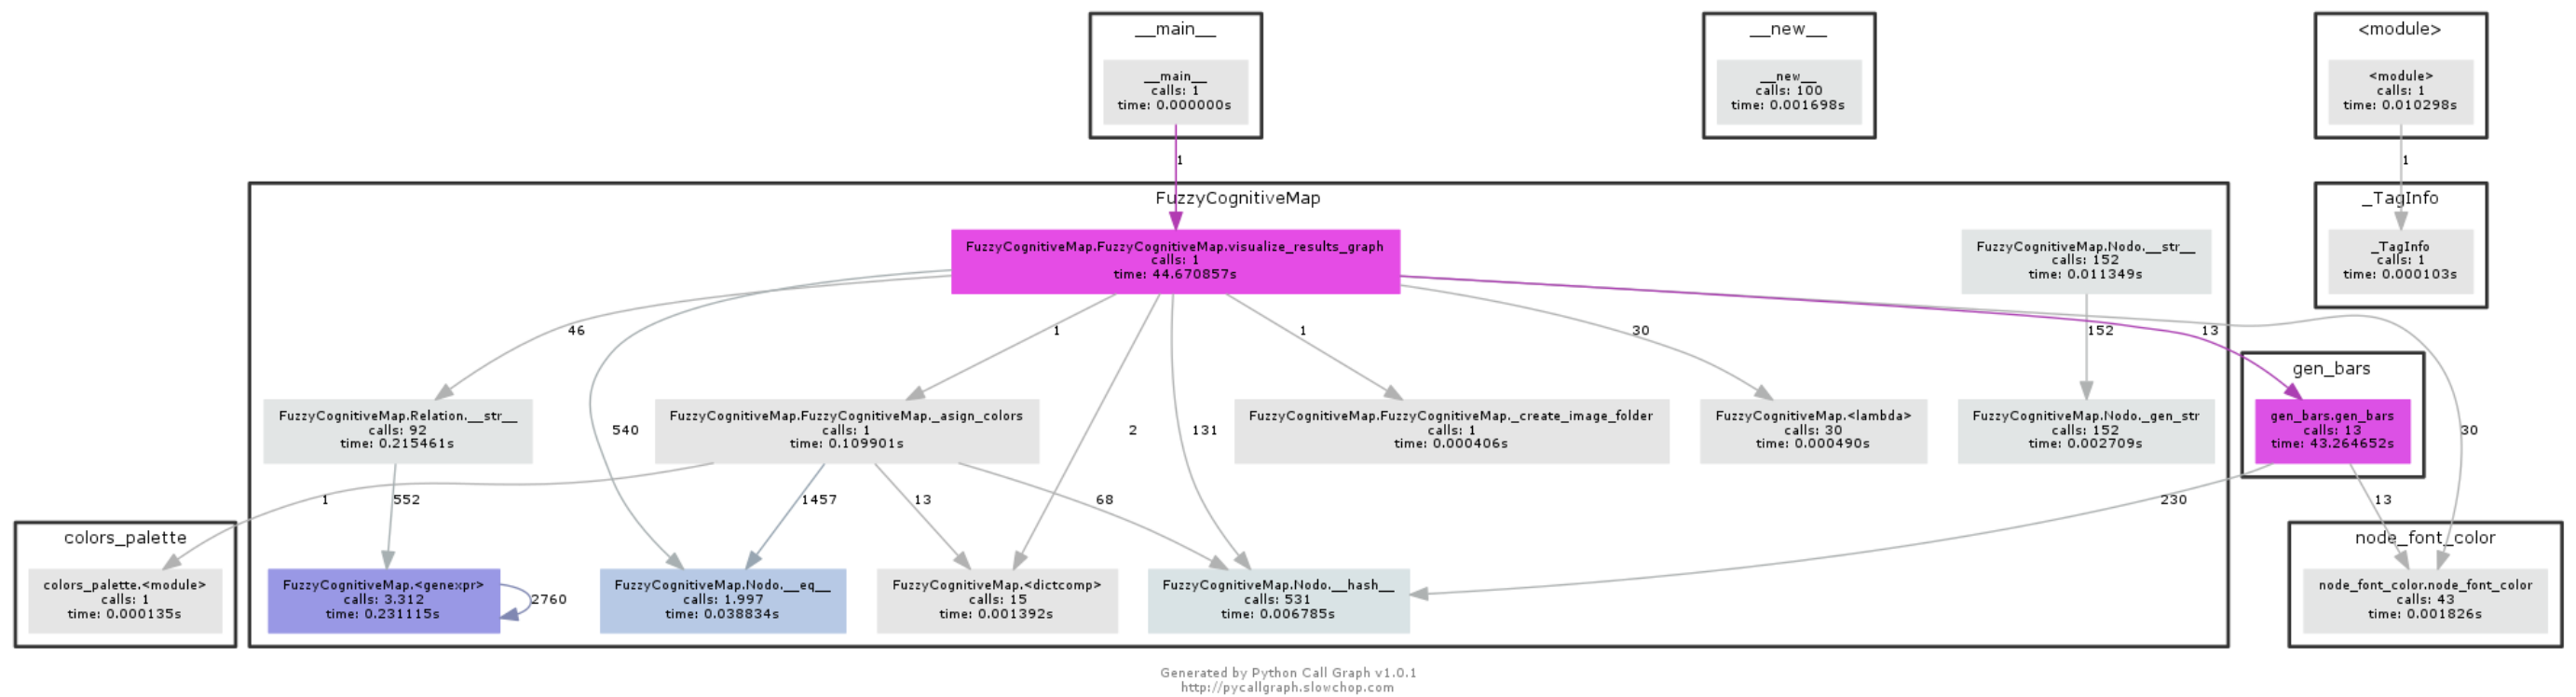 __main__
__main__
calls: 1
time: 0.000000s
__new__
__new__
calls: 100
time: 0.001698s
<module>
<module>
calls: 1
time: 0.010298s
1
1
FuzzyCognitiveMap
_TagInfo
FuzzyCognitiveMap.FuzzyCognitiveMap.visualize_results_graph
calls: 1
time: 44.670857s
FuzzyCognitiveMap.Nodo.__str__
calls: 152
time: 0.011349s
_TagInfo
calls: 1
time: 0.000103s
46
1
1
30
152
13
gen_bars
FuzzyCognitiveMap.Relation.__str__
calls: 92
time: 0.215461s
540
FuzzyCognitiveMap.FuzzyCognitiveMap._asign_colors
calls: 1
time: 0.109901s
2
131
FuzzyCognitiveMap.FuzzyCognitiveMap._create_image_folder
calls: 1
time: 0.000406s
FuzzyCognitiveMap.<lambda>
calls: 30
time: 0.000490s
FuzzyCognitiveMap.Nodo._gen_str
calls: 152
time: 0.002709s
gen_bars.gen_bars
calls: 13
time: 43.264652s
30
1
552
1457
13
68
230
13
colors_palette
node_font_color
colors_palette.<module>
calls: 1
time: 0.000135s
FuzzyCognitiveMap.<genexpr>
calls: 3.312
time: 0.231115s
2760
FuzzyCognitiveMap.Nodo.__eq__
calls: 1.997
time: 0.038834s
FuzzyCognitiveMap.<dictcomp>
calls: 15
time: 0.001392s
FuzzyCognitiveMap.Nodo.__hash__
calls: 531
time: 0.006785s
node_font_color.node_font_color
calls: 43
time: 0.001826s
Generated by Python Call Graph v1.0.1
http://pycallgraph.slowchop.com